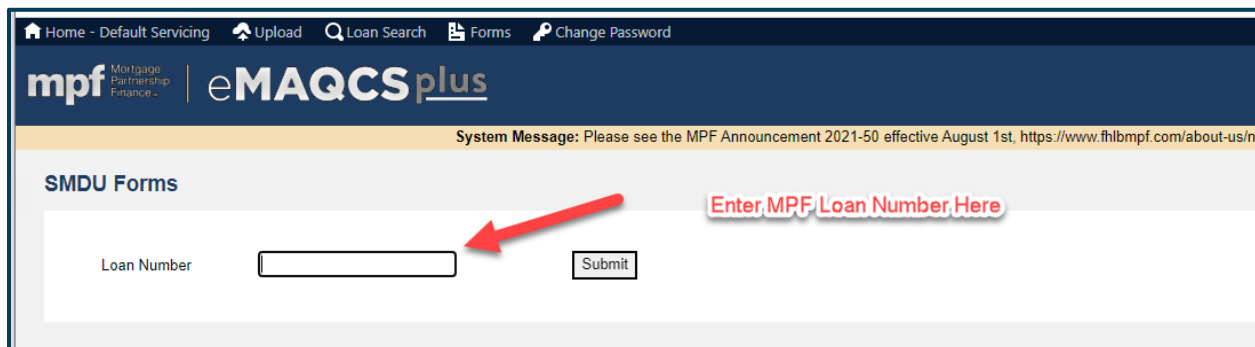 Home - Default Servicing Upload Loan Search Forms Change Password
mpf Mortgage Partnership Finance™ eMAQCS plus
System Message: Please see the MPF Announcement 2021-50 effective August 1st, https://www.fhlbmpf.com/about-us/n
SMDU Forms
Enter MPF Loan Number Here
Loan Number Submit